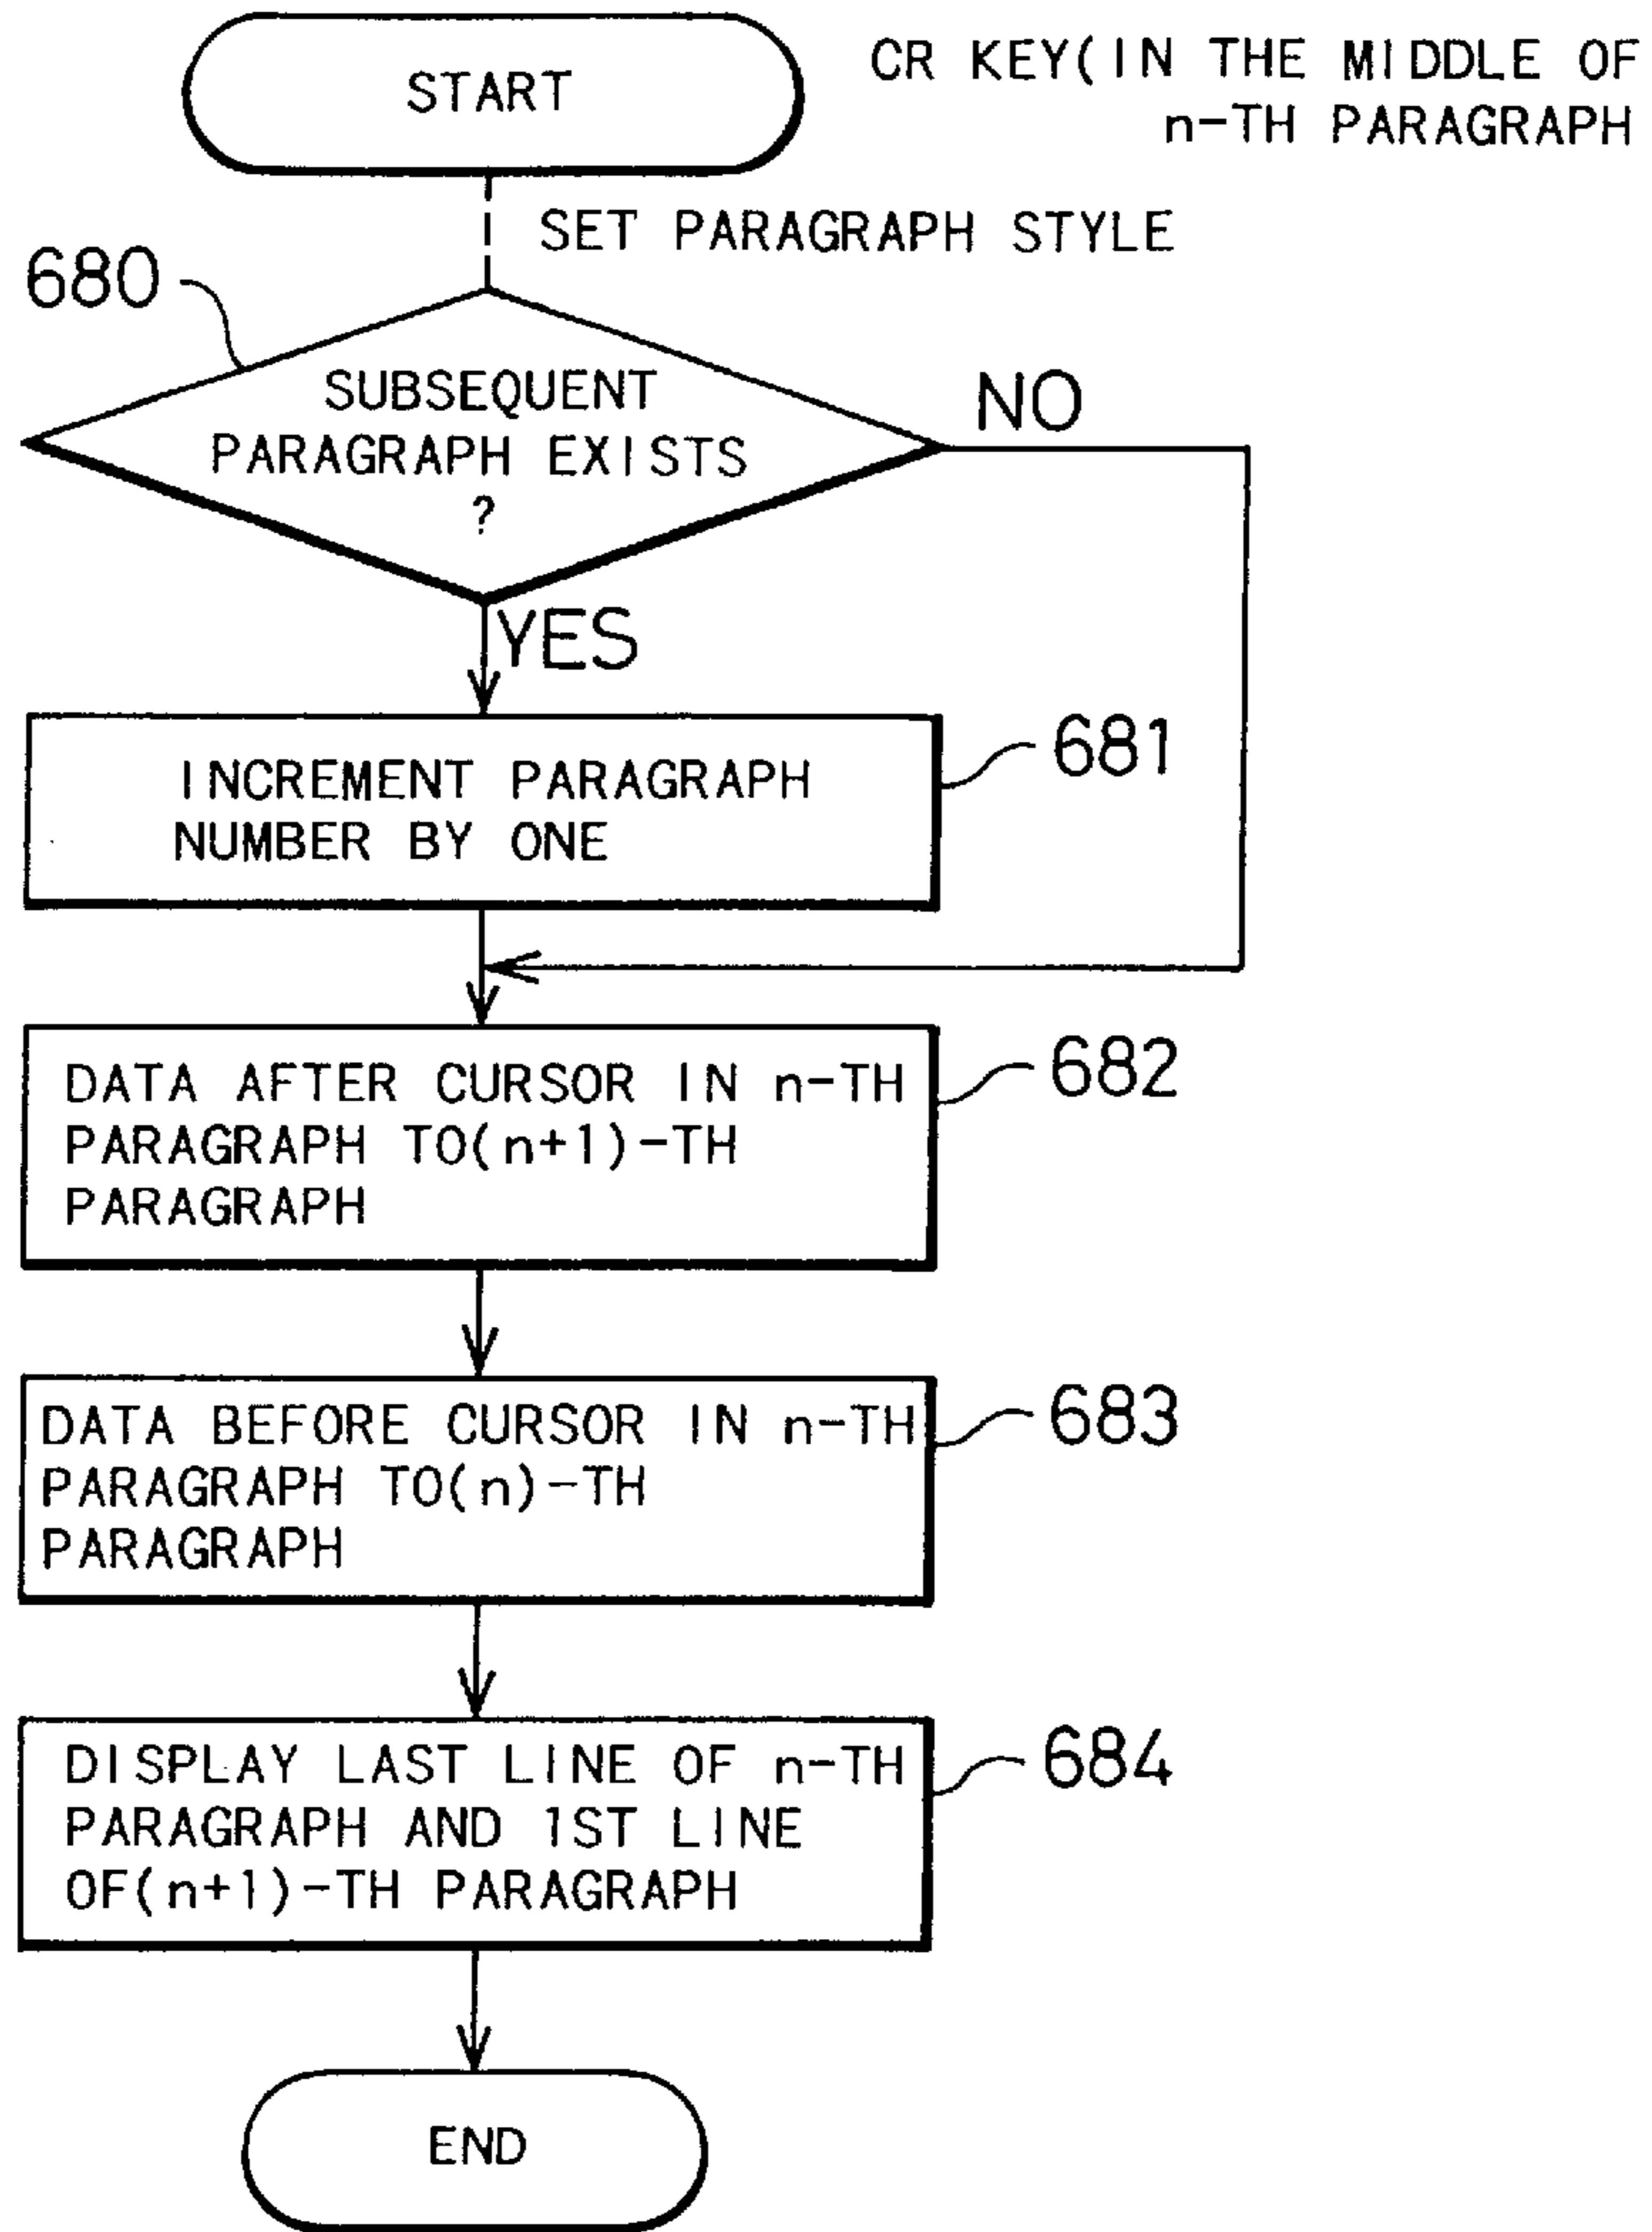 START
CR KEY(IN THE MIDDLE OF
n-TH PARAGRAPH
SET PARAGRAPH STYLE
680
SUBSEQUENT
PARAGRAPH EXISTS
?
NO
YES
681
INCREMENT PARAGRAPH
NUMBER BY ONE
682
DATA AFTER CURSOR IN n-TH
PARAGRAPH TO(n+1)-TH
PARAGRAPH
683
DATA BEFORE CURSOR IN n-TH
PARAGRAPH TO(n)-TH
PARAGRAPH
684
DISPLAY LAST LINE OF n-TH
PARAGRAPH AND 1ST LINE
OF(n+1)-TH PARAGRAPH
END